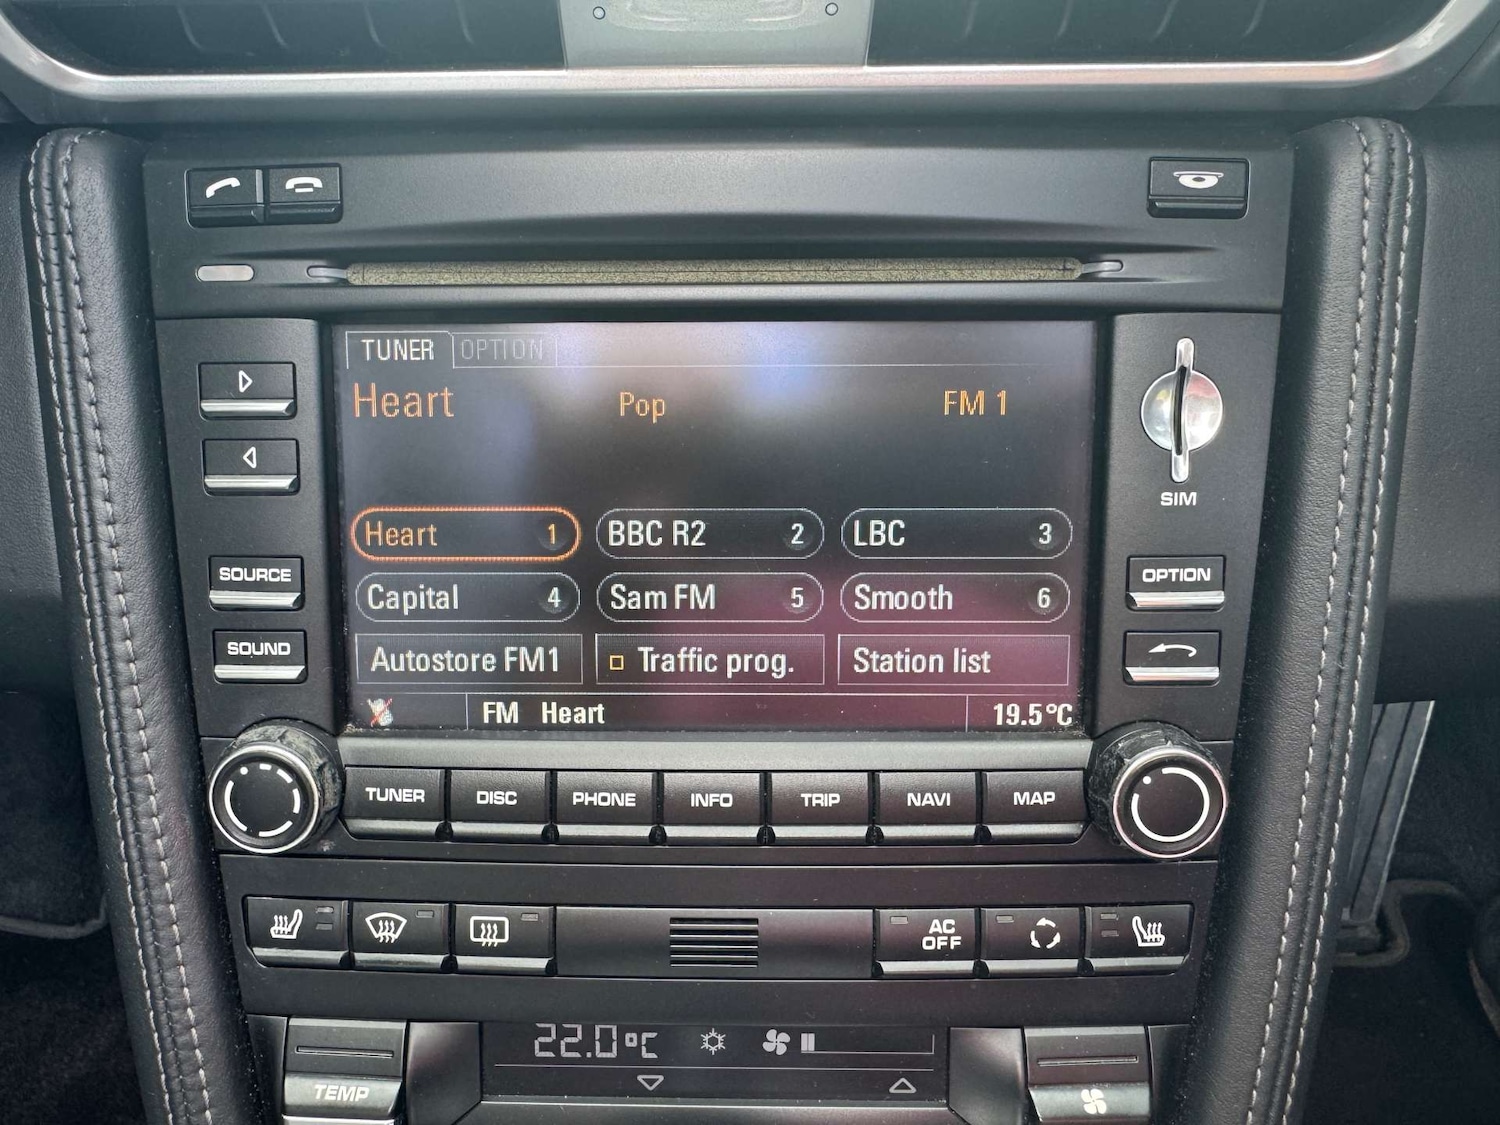 TUNER OPTION
Heart Pop FM 1
Heart 1 BBC R2 2 LBC 3
SIM
Capital 4 Sam FM 5 Smooth 6
SOURCE OPTION
Autostore FM1 Traffic prog. Station list
SOUND
FM Heart 19.5°C
TUNER DISC PHONE INFO TRIP NAVI MAP
AC
OFF
22.0°C
TEMP